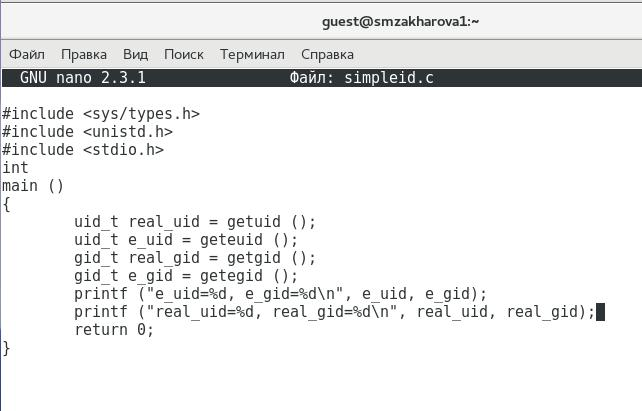 guest@smzakharova1:~
Файл Правка Вид Поиск Терминал Справка
GNU nano 2.3.1 Файл: simpleid.c
#include <sys/types.h>
#include <unistd.h>
#include <stdio.h>
int
main ()
{
        uid_t real_uid = getuid ();
        uid_t e_uid = geteuid ();
        gid_t real_gid = getgid ();
        gid_t e_gid = getegid ();
        printf ("e_uid=%d, e_gid=%d\n", e_uid, e_gid);
        printf ("real_uid=%d, real_gid=%d\n", real_uid, real_gid);
        return 0;
}